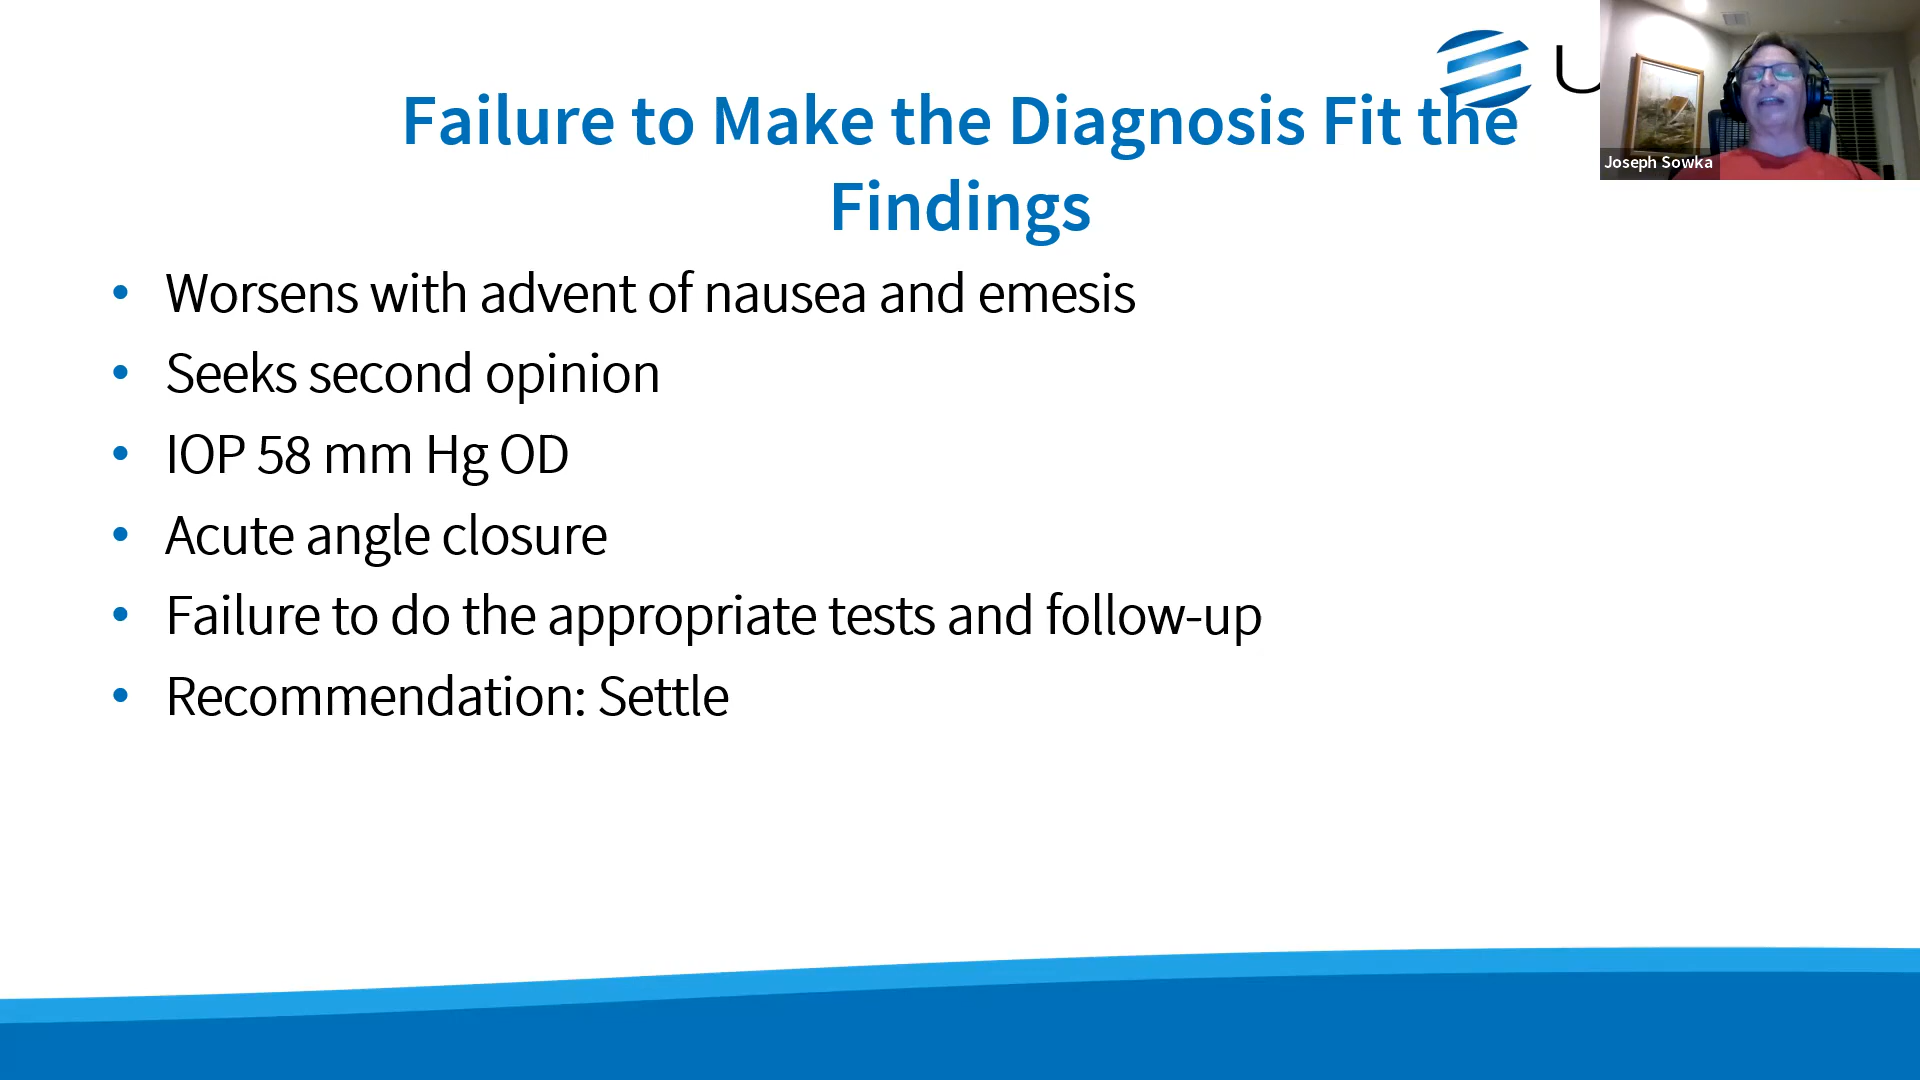 Failure to Make the Diagnosis Fit the
Findings
• Worsens with advent of nausea and emesis
• Seeks second opinion
• IOP 58 mm Hg OD
• Acute angle closure
• Failure to do the appropriate tests and follow-up
• Recommendation: Settle
U
Joseph Sowka